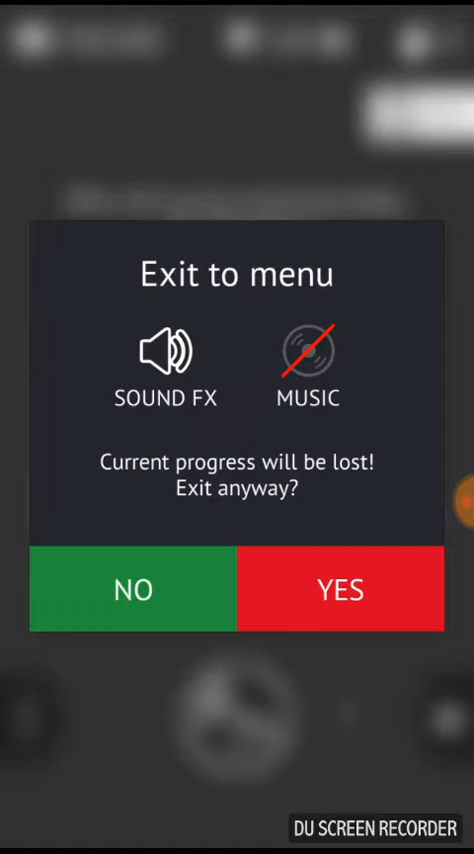 Exit to menu
SOUND FX MUSIC
Current progress will be lost!
Exit anyway?
NO YES
DU SCREEN RECORDER